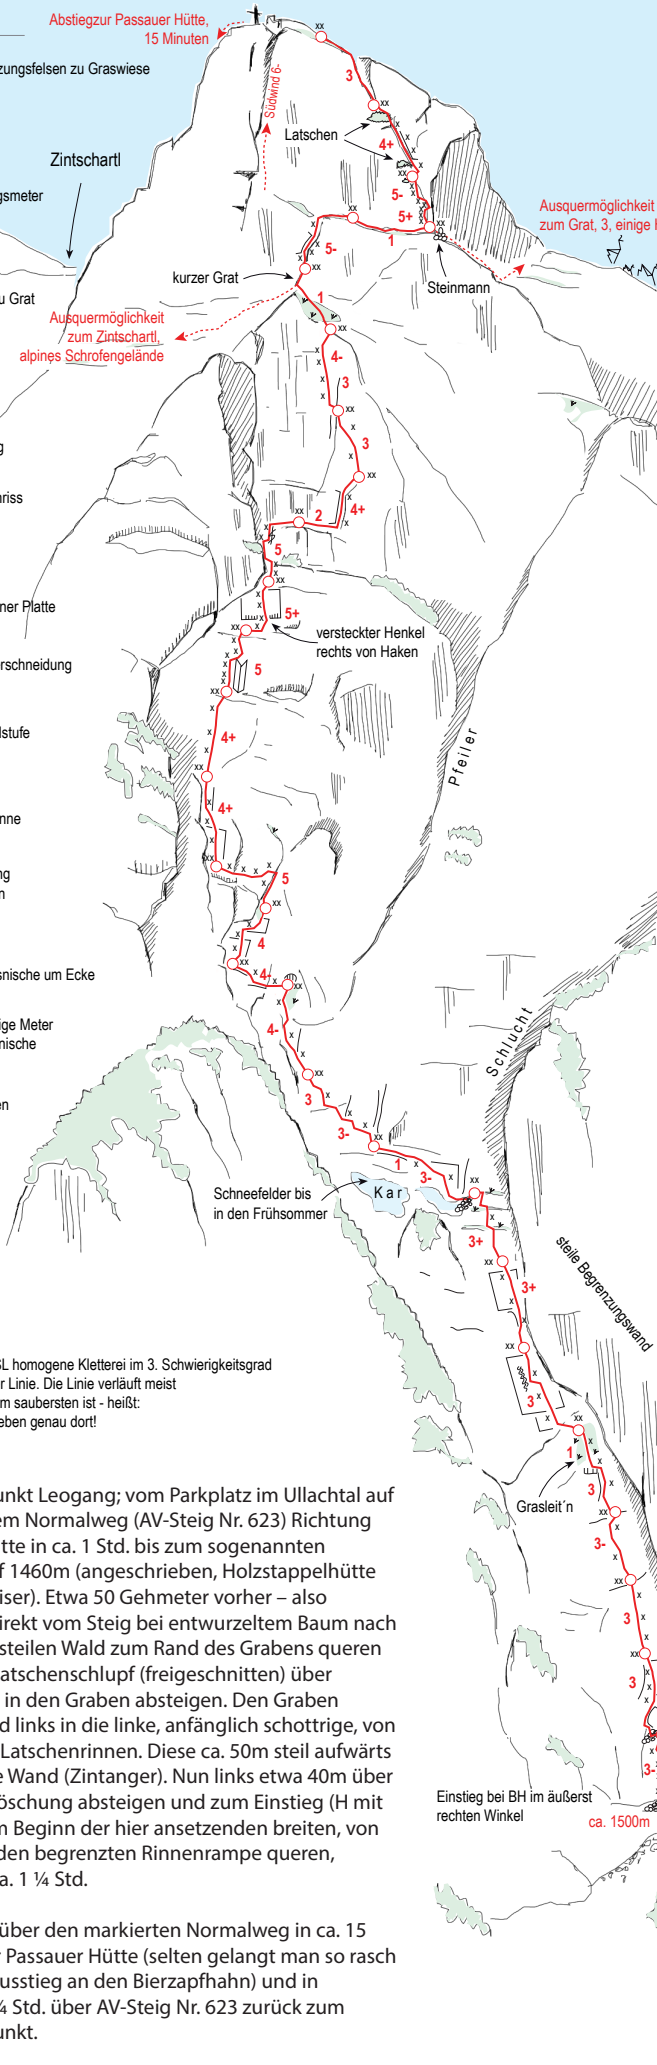 Abstiegzur Passauer Hütte,
15 Minuten
zungsfelsen zu Graswiese
Südwind 6-
3
Latschen
4+
Zintschartl
gsmeter
5-
5+
Ausquermöglichkeit
zum Grat, 3, einige H
1
5-
kurzer Grat
Steinmann
u Grat
1
Ausquermöglichkeit
zum Zintschartl,
alpines Schrofengelände
4-
3
g
3
nriss
4+
2
5
ner Platte
5+
versteckter Henkel
rechts von Haken
erschneidung
5
lstufe
4+
Pfeiler
4+
nne
ng
n
5
4
snische um Ecke
4-
ige Meter
nische
4-
Schlucht
3
en
3-
1
3-
Schneefelder bis
in den Frühsommer
Kar
3+
steile Begrenzungswand
3+
SL homogene Kletterei im 3. Schwierigkeitsgrad
r Linie. Die Linie verläuft meist
m saubersten ist - heißt:
eben genau dort!
3
1
Grasleit´n
3
3-
3
3
3-
unkt Leogang; vom Parkplatz im Ullachtal auf
em Normalweg (AV-Steig Nr. 623) Richtung
tte in ca. 1 Std. bis zum sogenannten
f 1460m (angeschrieben, Holzstappelhütte
iser). Etwa 50 Gehmeter vorher – also
direkt vom Steig bei entwurzeltem Baum nach
steilen Wald zum Rand des Grabens queren
atschenschlupf (freigeschnitten) über
t in den Graben absteigen. Den Graben
d links in die linke, anfänglich schottrige, von
Latschenrinnen. Diese ca. 50m steil aufwärts
e Wand (Zintanger). Nun links etwa 40m über
öschung absteigen und zum Einstieg (H mit
m Beginn der hier ansetzenden breiten, von
den begrenzten Rinnenrampe queren,
a. 1 ¼ Std.
Einstieg bei BH im äußerst
rechten Winkel
ca. 1500m
über den markierten Normalweg in ca. 15
r Passauer Hütte (selten gelangt man so rasch
usstieg an den Bierzapfhahn) und in
¼ Std. über AV-Steig Nr. 623 zurück zum
unkt.